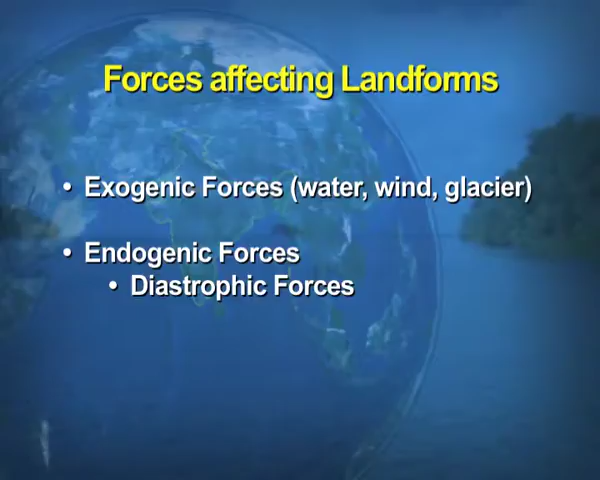 Forces affecting Landforms
• Exogenic Forces (water, wind, glacier)
• Endogenic Forces
• Diastrophic Forces